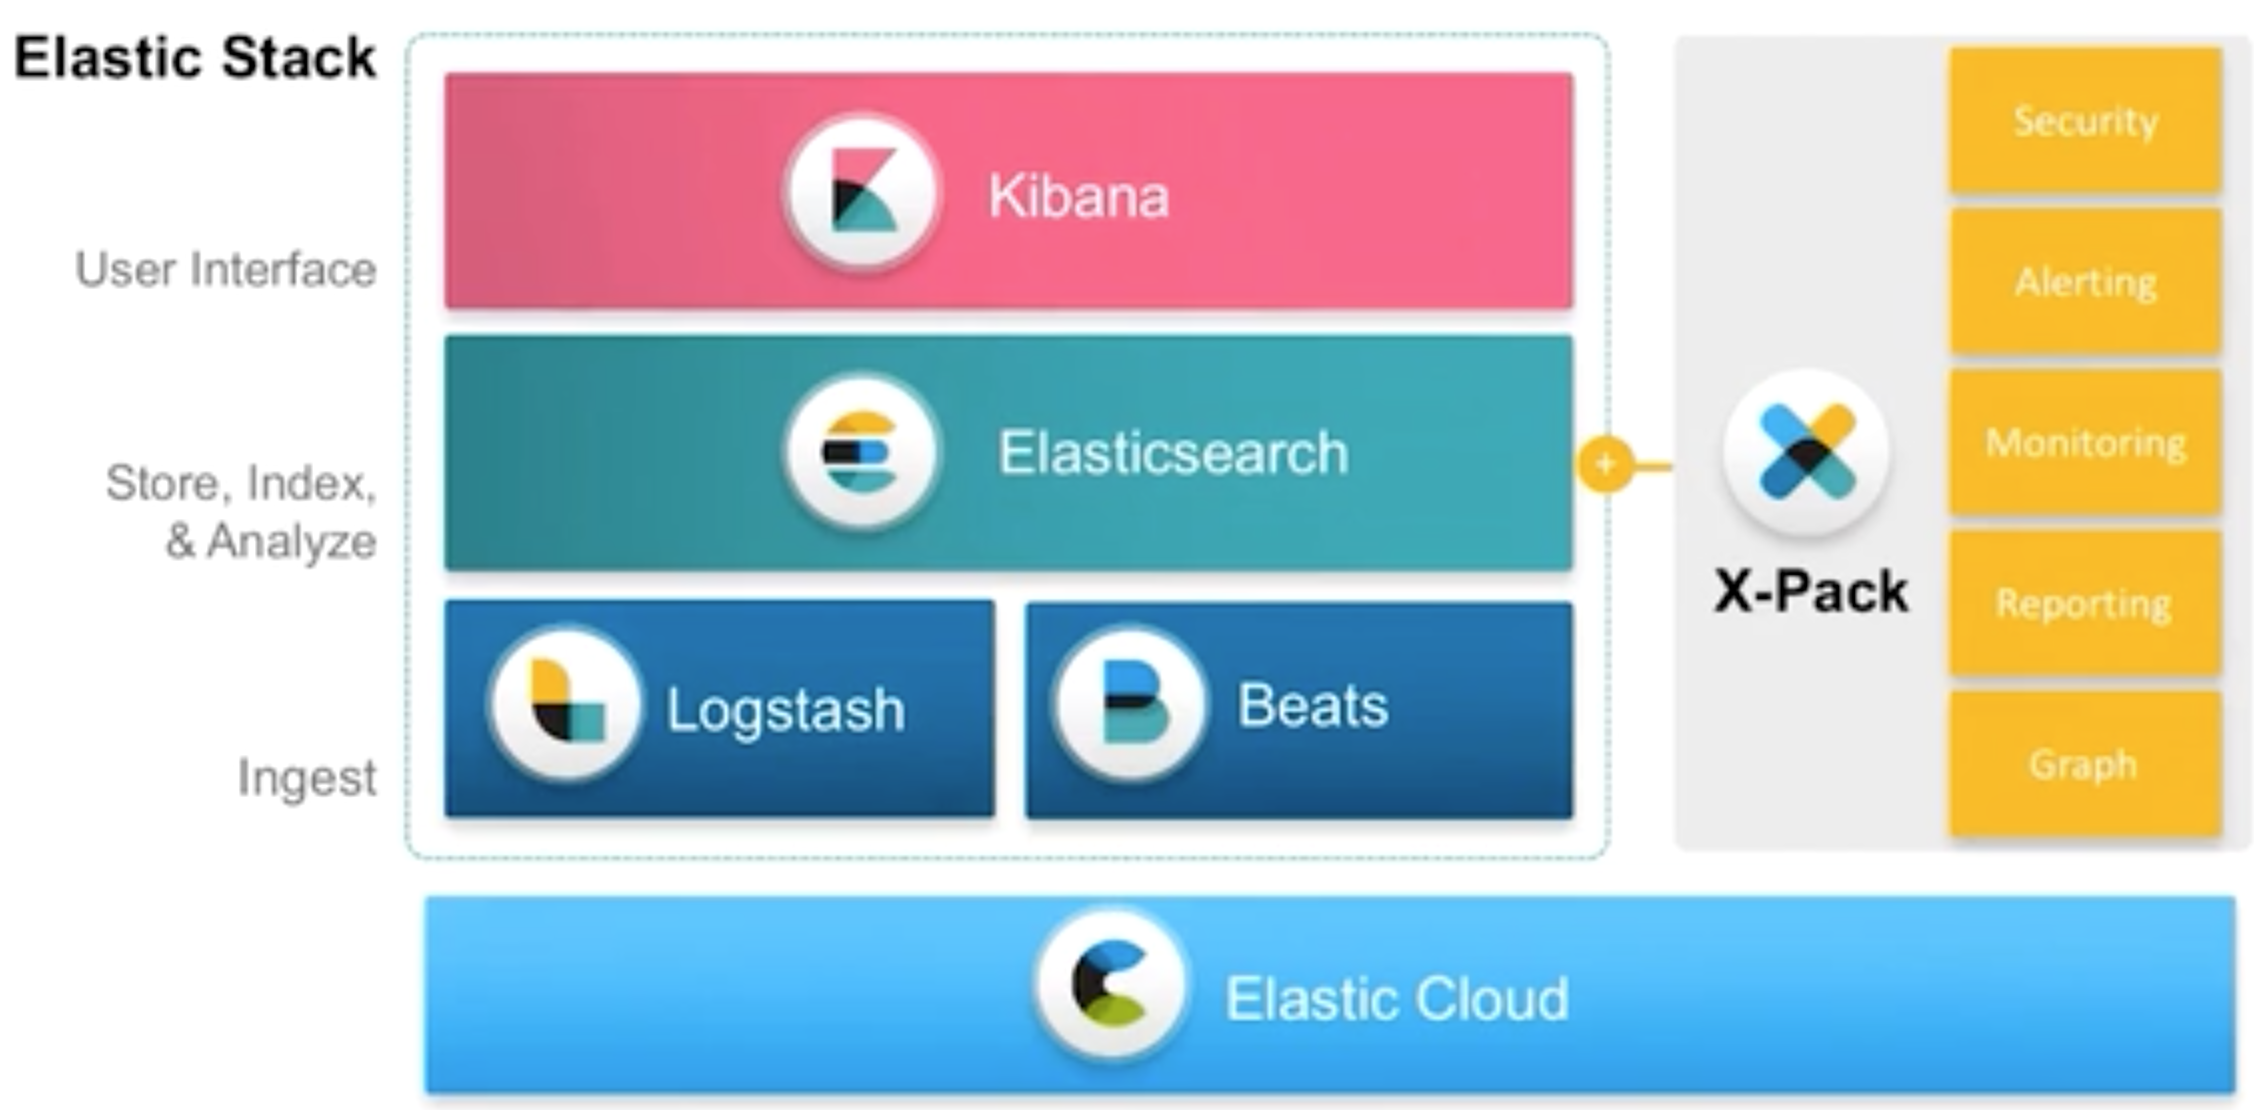 Elastic Stack
Kibana
User Interface
Elasticsearch
Store, Index,
& Analyze
Logstash
Beats
Ingest
+
X-Pack
Security
Alerting
Monitoring
Reporting
Graph
Elastic Cloud